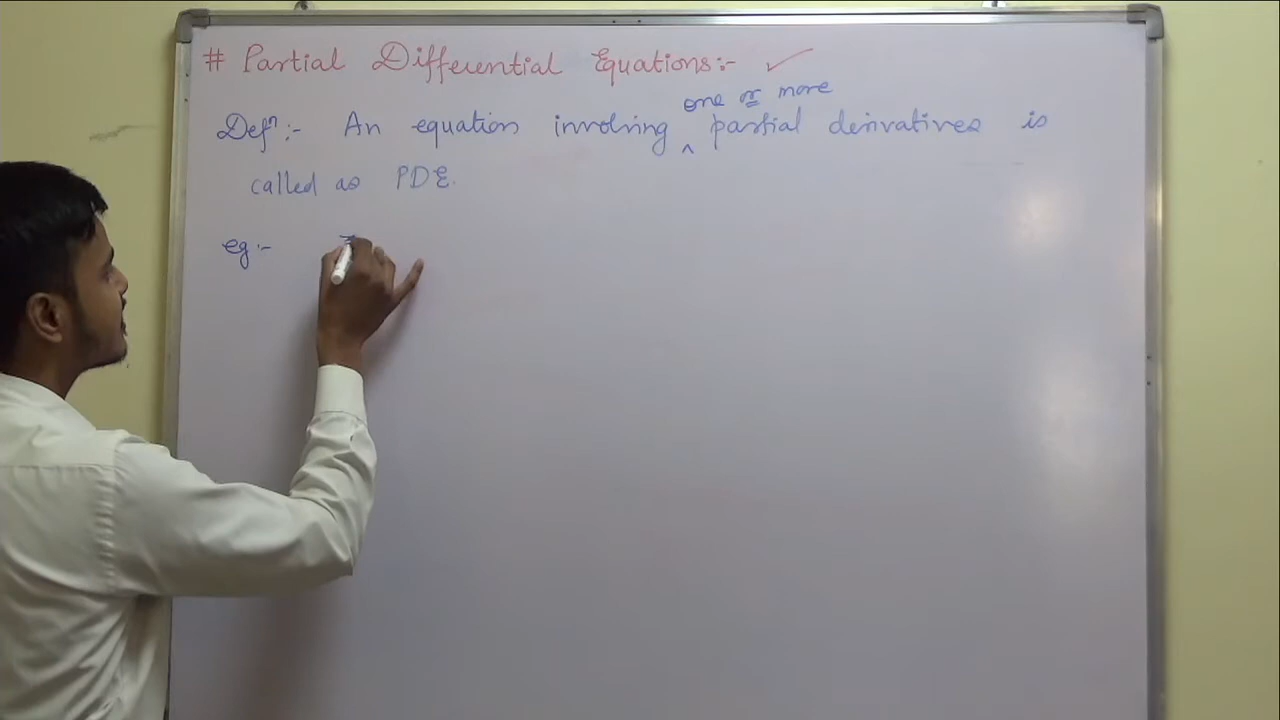 # Partial Differential Equations:- ✓
Defⁿ:- An equation involving ^ one or more partial derivatives is
called as PDE.
eg:-